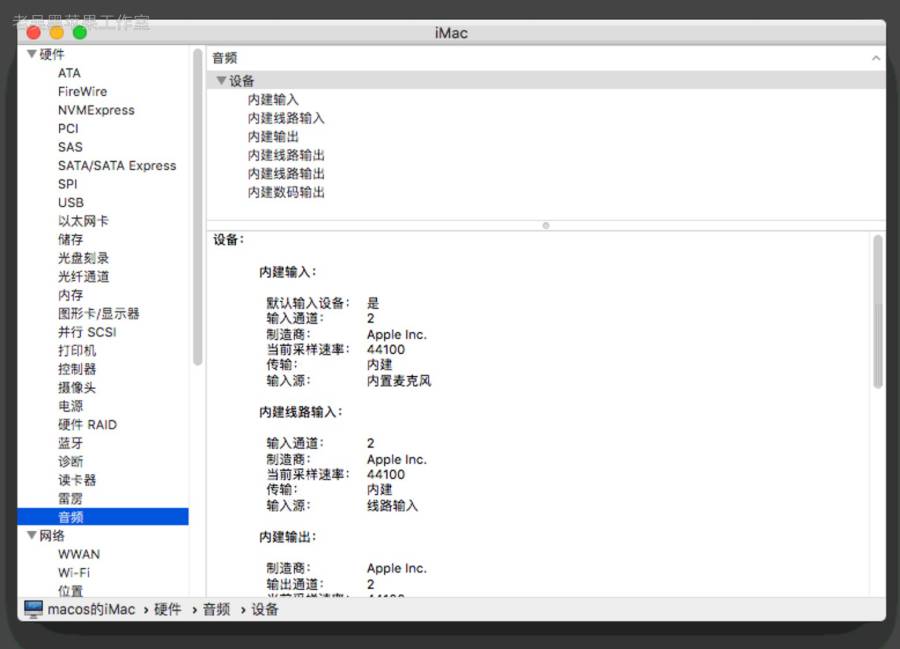 老吴黑苹果工作室
iMac
硬件
ATA
FireWire
NVMExpress
PCI
SAS
SATA/SATA Express
SPI
USB
以太网卡
储存
光盘刻录
光纤通道
内存
图形卡/显示器
并行 SCSI
打印机
控制器
摄像头
电源
硬件 RAID
蓝牙
诊断
读卡器
雷雳
音频
网络
WWAN
Wi-Fi
位置
音频
设备
内建输入
内建线路输入
内建输出
内建线路输出
内建线路输出
内建数码输出
设备：
内建输入：
默认输入设备： 是
输入通道： 2
制造商： Apple Inc.
当前采样速率： 44100
传输： 内建
输入源： 内置麦克风
内建线路输入：
输入通道： 2
制造商： Apple Inc.
当前采样速率： 44100
传输： 内建
输入源： 线路输入
内建输出：
制造商： Apple Inc.
输出通道： 2
当前采样速率： 44100
macos的iMac › 硬件 › 音频 › 设备